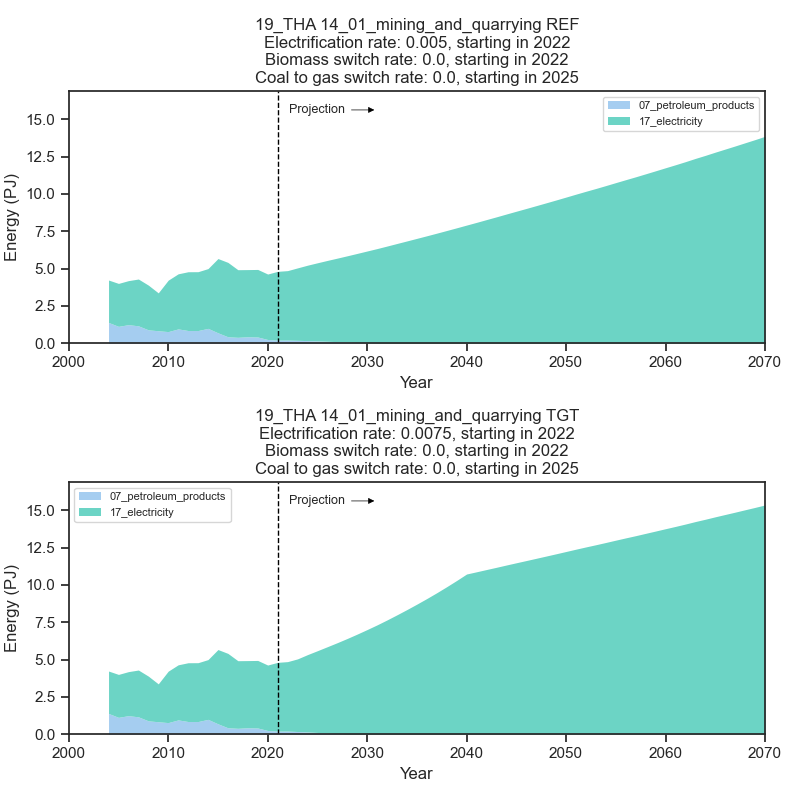 19_THA 14_01_mining_and_quarrying REF
Electrification rate: 0.005, starting in 2022
Biomass switch rate: 0.0, starting in 2022
Coal to gas switch rate: 0.0, starting in 2025
Projection
07_petroleum_products
17_electricity
Energy (PJ)
15.0
12.5
10.0
7.5
5.0
2.5
0.0
2000 2010 2020 2030 2040 2050 2060 2070
Year
19_THA 14_01_mining_and_quarrying TGT
Electrification rate: 0.0075, starting in 2022
Biomass switch rate: 0.0, starting in 2022
Coal to gas switch rate: 0.0, starting in 2025
07_petroleum_products
17_electricity
Projection
Energy (PJ)
15.0
12.5
10.0
7.5
5.0
2.5
0.0
2000 2010 2020 2030 2040 2050 2060 2070
Year